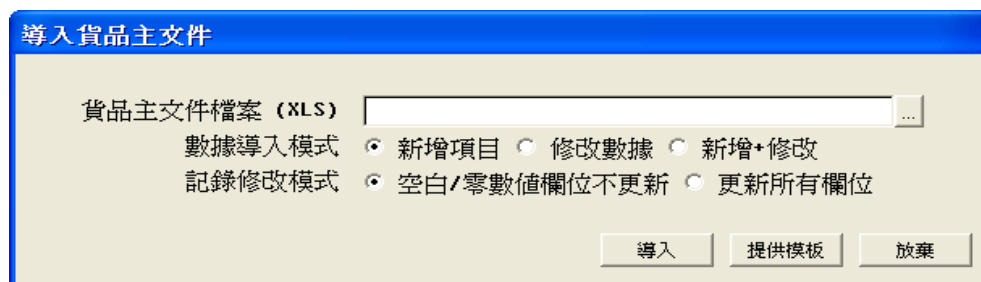 導入貨品主文件
貨品主文件檔案 (XLS) ...
數據導入模式 新增項目 修改數據 新增+修改
記錄修改模式 空白/零數值欄位不更新 更新所有欄位
導入 提供模板 放棄